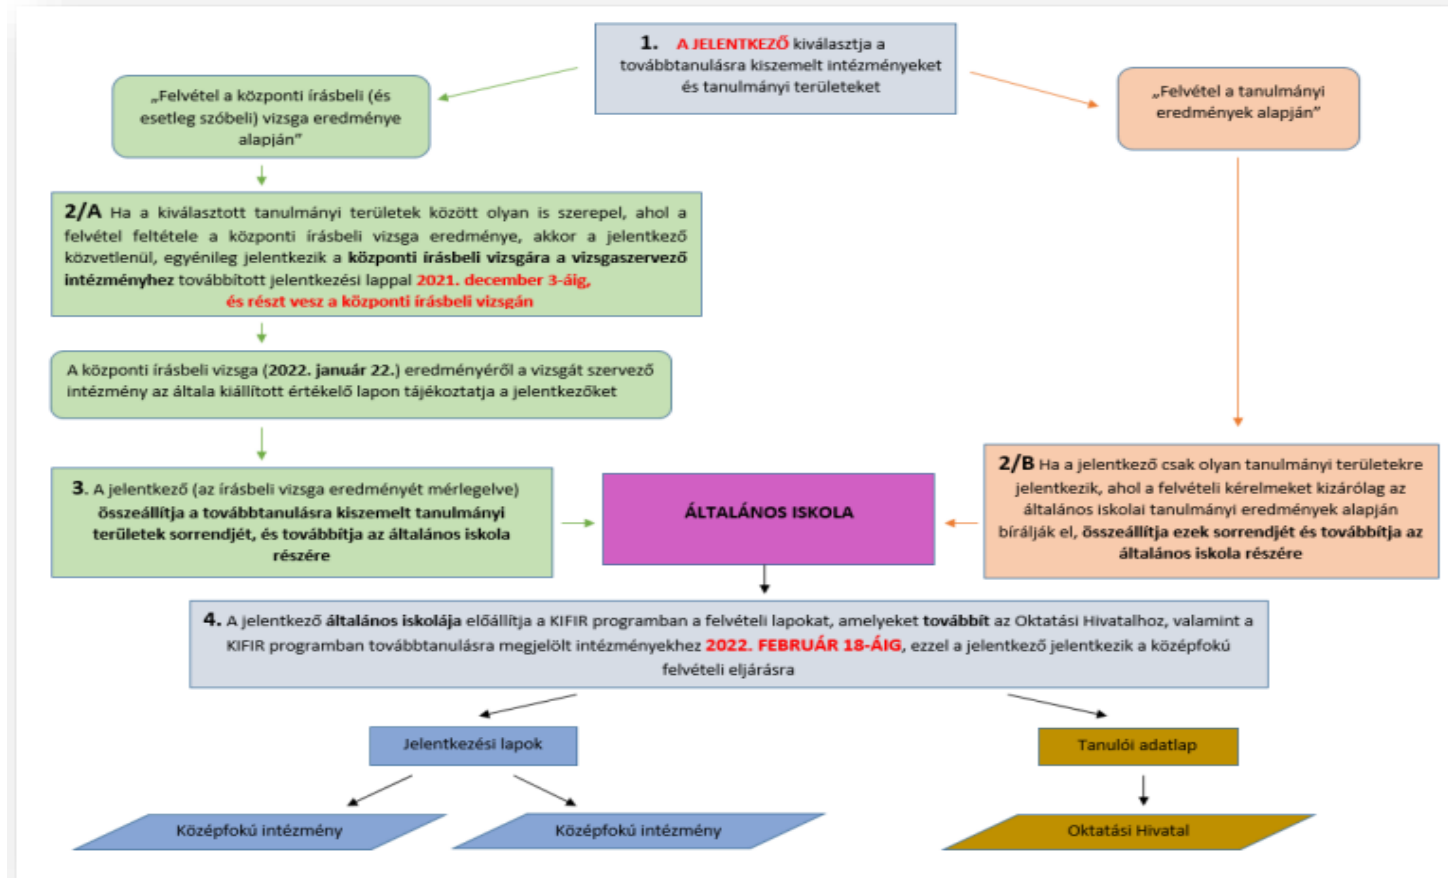 1. A JELENTKEZŐ kiválasztja a
továbbtanulásra kiszemelt intézményeket
és tanulmányi területeket
„Felvétel a központi írásbeli (és
esetleg szóbeli) vizsga eredménye
alapján”
„Felvétel a tanulmányi
eredmények alapján”
2/A Ha a kiválasztott tanulmányi területek között olyan is szerepel, ahol a
felvétel feltétele a központi írásbeli vizsga eredménye, akkor a jelentkező
közvetlenül, egyénileg jelentkezik a központi írásbeli vizsgára a vizsgaszervező
intézményhez továbbított jelentkezési lappal 2021. december 3-áig,
és részt vesz a központi írásbeli vizsgán
A központi írásbeli vizsga (2022. január 22.) eredményéről a vizsgát szervező
intézmény az általa kiállított értékelő lapon tájékoztatja a jelentkezőket
3. A jelentkező (az írásbeli vizsga eredményét mérlegelve)
összeállítja a továbbtanulásra kiszemelt tanulmányi
területek sorrendjét, és továbbítja az általános iskola
részére
ÁLTALÁNOS ISKOLA
2/B Ha a jelentkező csak olyan tanulmányi területekre
jelentkezik, ahol a felvételi kérelmeket kizárólag az
általános iskolai tanulmányi eredmények alapján
bírálják el, összeállítja ezek sorrendjét és továbbítja az
általános iskola részére
4. A jelentkező általános iskolája előállítja a KIFIR programban a felvételi lapokat, amelyeket továbbít az Oktatási Hivatalhoz, valamint a
KIFIR programban továbbtanulásra megjelölt intézményekhez 2022. FEBRUÁR 18-ÁIG, ezzel a jelentkező jelentkezik a középfokú
felvételi eljárásra
Jelentkezési lapok
Tanulói adatlap
Középfokú intézmény
Középfokú intézmény
Oktatási Hivatal